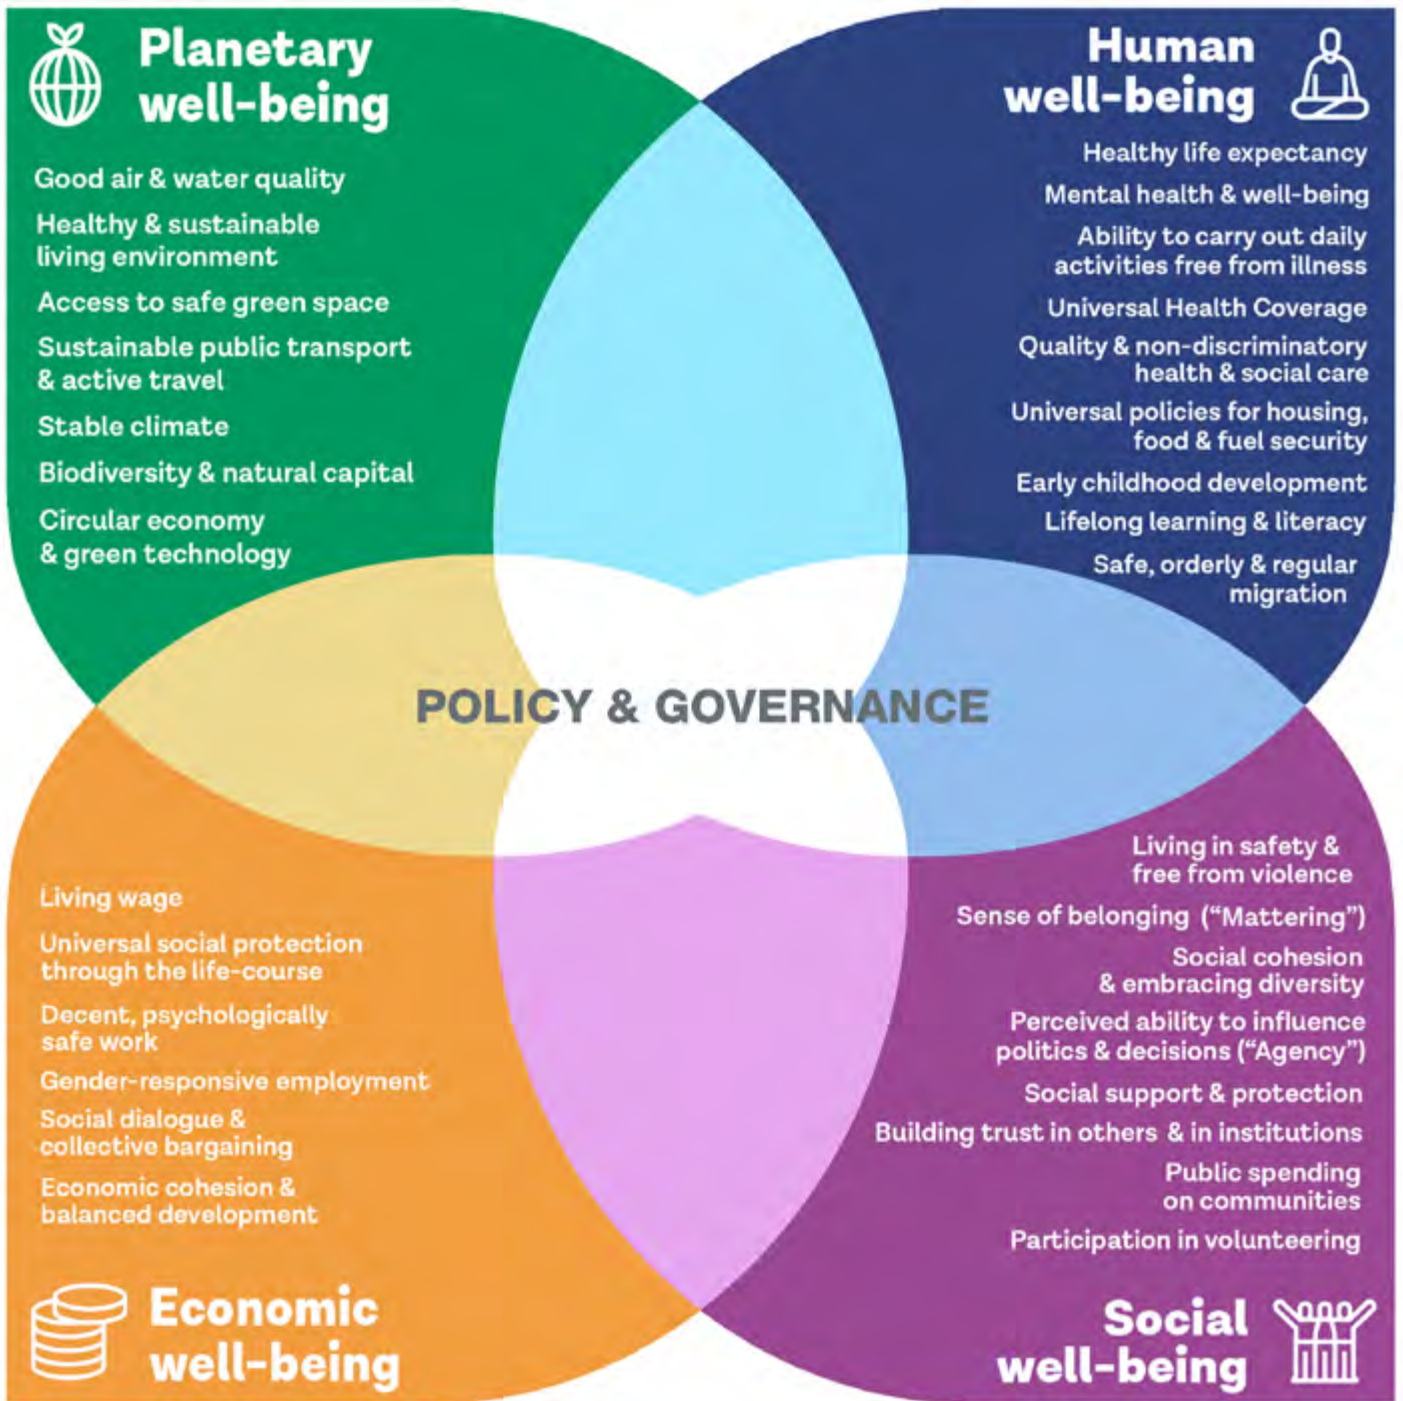 Planetary
well-being
Good air & water quality
Healthy & sustainable
living environment
Access to safe green space
Sustainable public transport
& active travel
Stable climate
Biodiversity & natural capital
Circular economy
& green technology
Human
well-being
Healthy life expectancy
Mental health & well-being
Ability to carry out daily
activities free from illness
Universal Health Coverage
Quality & non-discriminatory
health & social care
Universal policies for housing,
food & fuel security
Early childhood development
Lifelong learning & literacy
Safe, orderly & regular
migration
POLICY & GOVERNANCE
Living wage
Universal social protection
through the life-course
Decent, psychologically
safe work
Gender-responsive employment
Social dialogue &
collective bargaining
Economic cohesion &
balanced development
Economic
well-being
Living in safety &
free from violence
Sense of belonging (“Mattering”)
Social cohesion
& embracing diversity
Perceived ability to influence
politics & decisions (“Agency”)
Social support & protection
Building trust in others & in institutions
Public spending
on communities
Participation in volunteering
Social
well-being